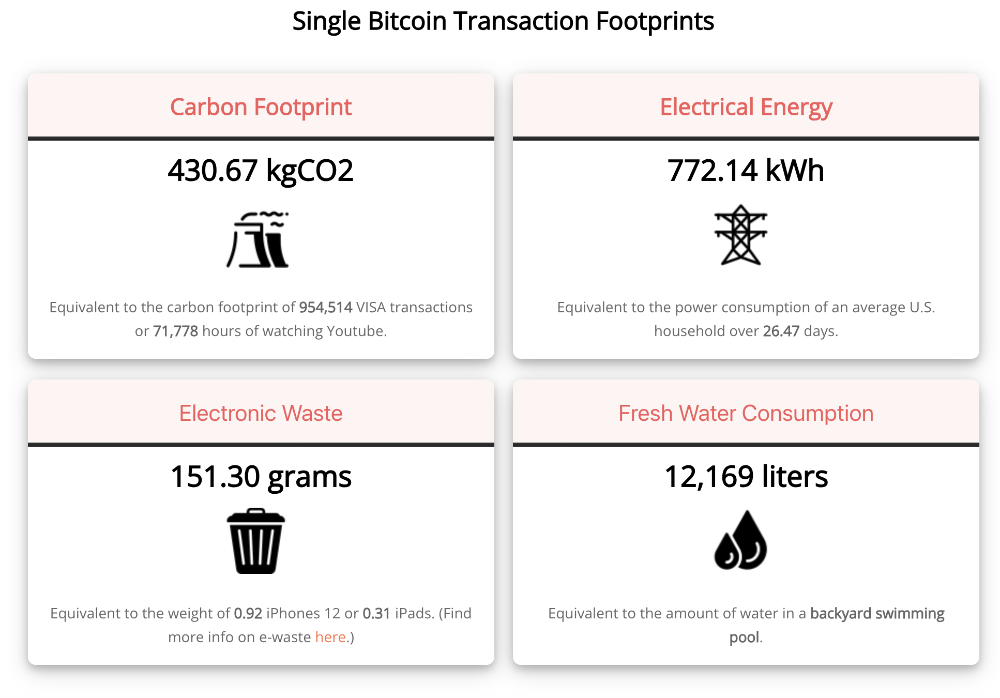 Single Bitcoin Transaction Footprints
Carbon Footprint
430.67 kgCO2
Equivalent to the carbon footprint of 954,514 VISA transactions
or 71,778 hours of watching Youtube.
Electrical Energy
772.14 kWh
Equivalent to the power consumption of an average U.S.
household over 26.47 days.
Electronic Waste
151.30 grams
Equivalent to the weight of 0.92 iPhones 12 or 0.31 iPads. (Find
more info on e-waste here.)
Fresh Water Consumption
12,169 liters
Equivalent to the amount of water in a backyard swimming
pool.